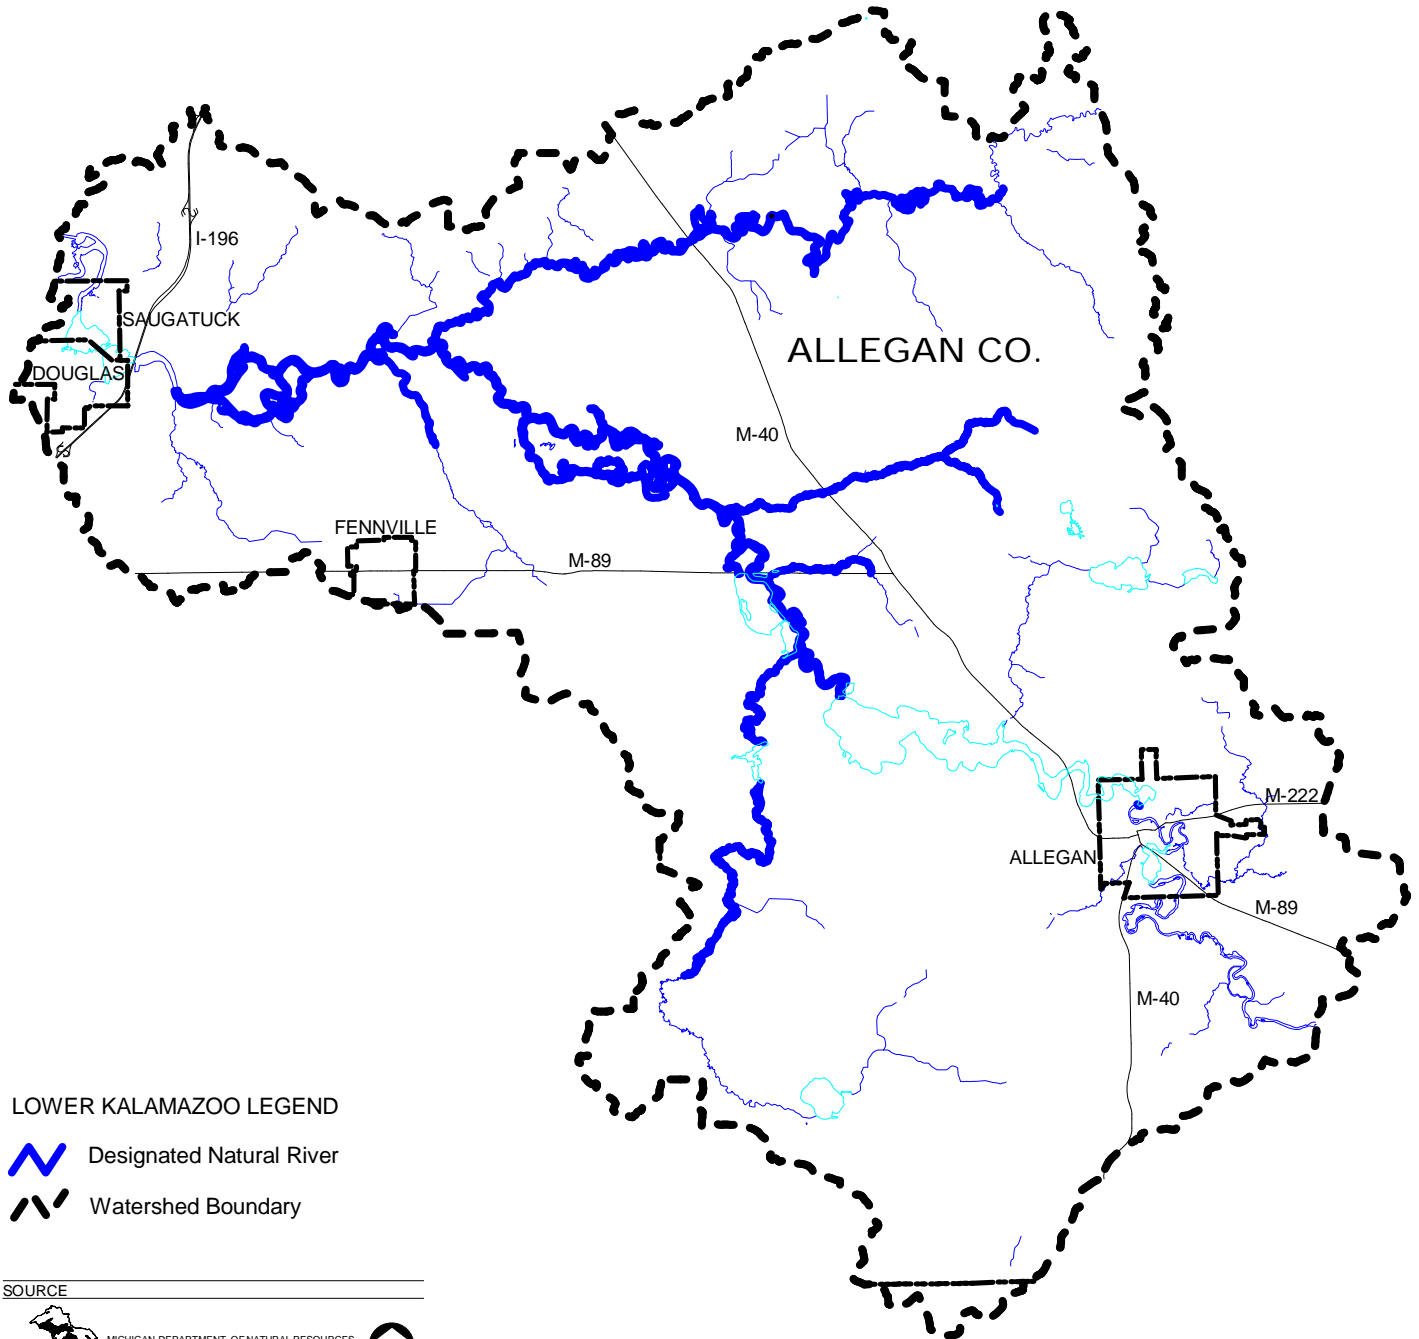 I-196
SAUGATUCK
DOUGLAS
ALLEGAN CO.
M-40
FENNVILLE
M-89
M-222
ALLEGAN
M-89
M-40
LOWER KALAMAZOO LEGEND
Designated Natural River
Watershed Boundary
SOURCE
MICHIGAN DEPARTMENT OF NATURAL RESOURCES